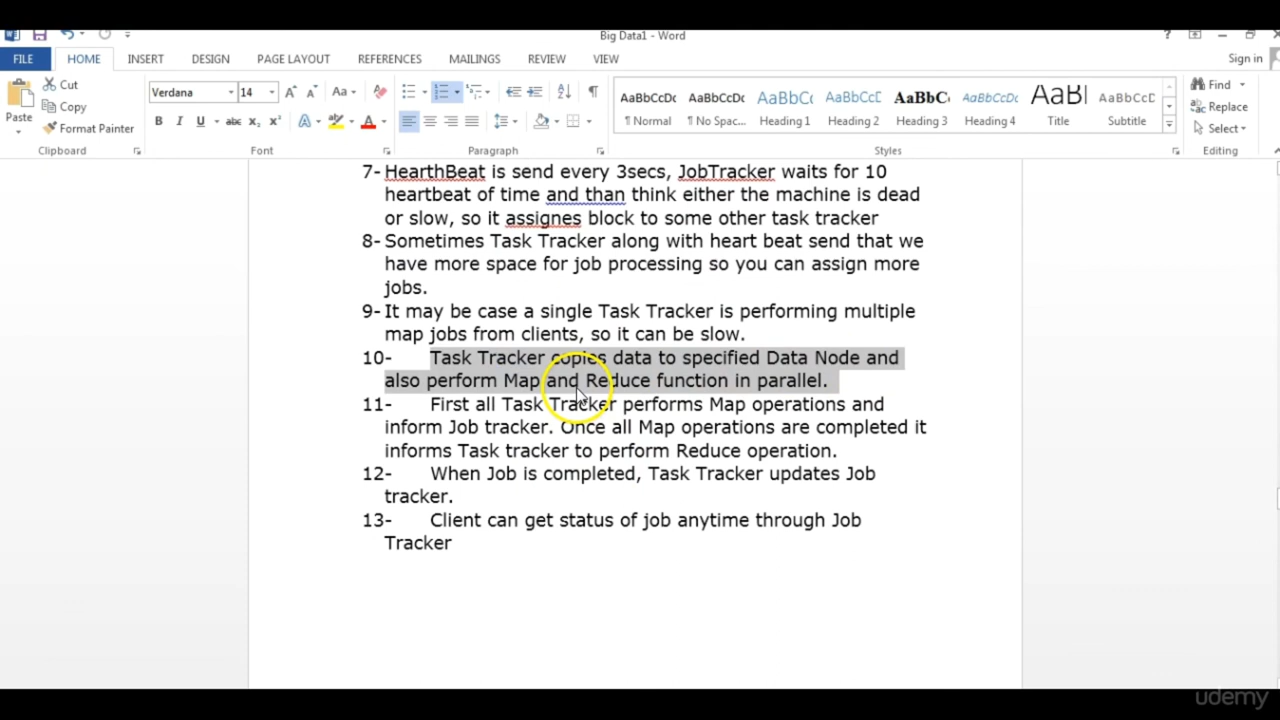 Big Data1 - Word
?
FILE HOME INSERT DESIGN PAGE LAYOUT REFERENCES MAILINGS REVIEW VIEW
Sign in
Paste
Cut
Copy
Format Painter
Clipboard
Verdana 14
Aa
B I U abc X₂ X²
A
A
Font
Paragraph
AaBbCcDc AaBbCcDc AaBbCc AaBbCcDc AaBbC AaBbCcDc AaBl AaBbCcDc
¶ Normal ¶ No Spac... Heading 1 Heading 2 Heading 3 Heading 4 Title Subtitle
Styles
Find
Replace
Select
Editing
7- HearthBeat is send every 3secs, JobTracker waits for 10
heartbeat of time and than think either the machine is dead
or slow, so it assignes block to some other task tracker
8- Sometimes Task Tracker along with heart beat send that we
have more space for job processing so you can assign more
jobs.
9- It may be case a single Task Tracker is performing multiple
map jobs from clients, so it can be slow.
10- Task Tracker copies data to specified Data Node and
also perform Map and Reduce function in parallel.
11- First all Task Tracker performs Map operations and
inform Job tracker. Once all Map operations are completed it
informs Task tracker to perform Reduce operation.
12- When Job is completed, Task Tracker updates Job
tracker.
13- Client can get status of job anytime through Job
Tracker
udemy